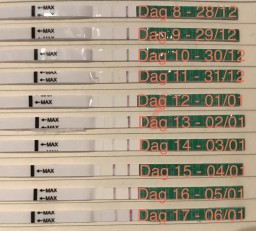 ←MAX Dag 8 - 28/12
←MAX Dag 9 - 29/12
←MAX Dag 10 - 30/12
←MAX Dag 11 - 31/12
←MAX Dag 12 - 01/01
←MAX Dag 13 - 02/01
←MAX Dag 14 - 03/01
←MAX Dag 15 - 04/01
←MAX Dag 16 - 05/01
←MAX Dag 17 - 06/01